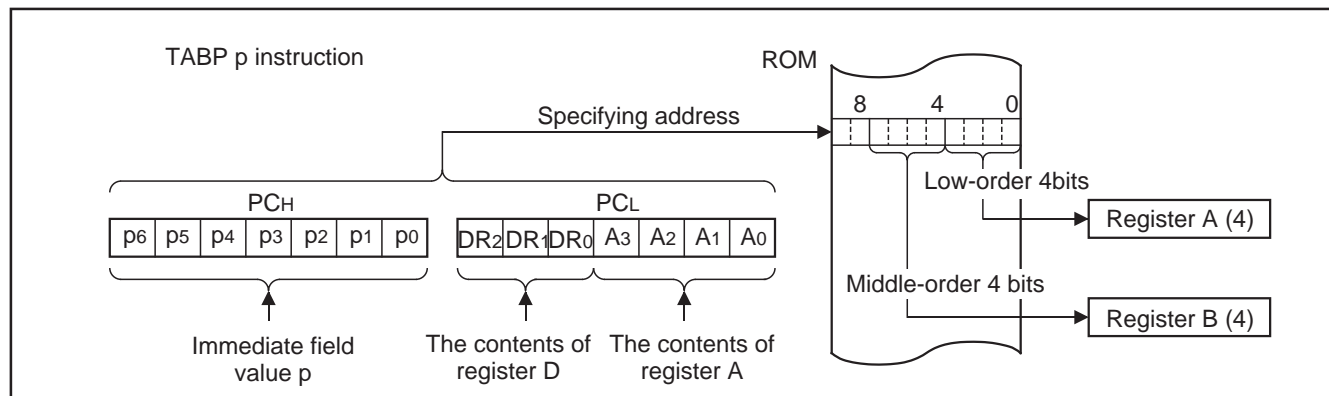 TABP p instruction
ROM
8 4 0
Specifying address
Low-order 4bits
PCH
PCL
Register A (4)
p6 p5 p4 p3 p2 p1 p0
DR2 DR1 DR0 A3 A2 A1 A0
Middle-order 4 bits
Register B (4)
Immediate field
value p
The contents of
register D
The contents of
register A